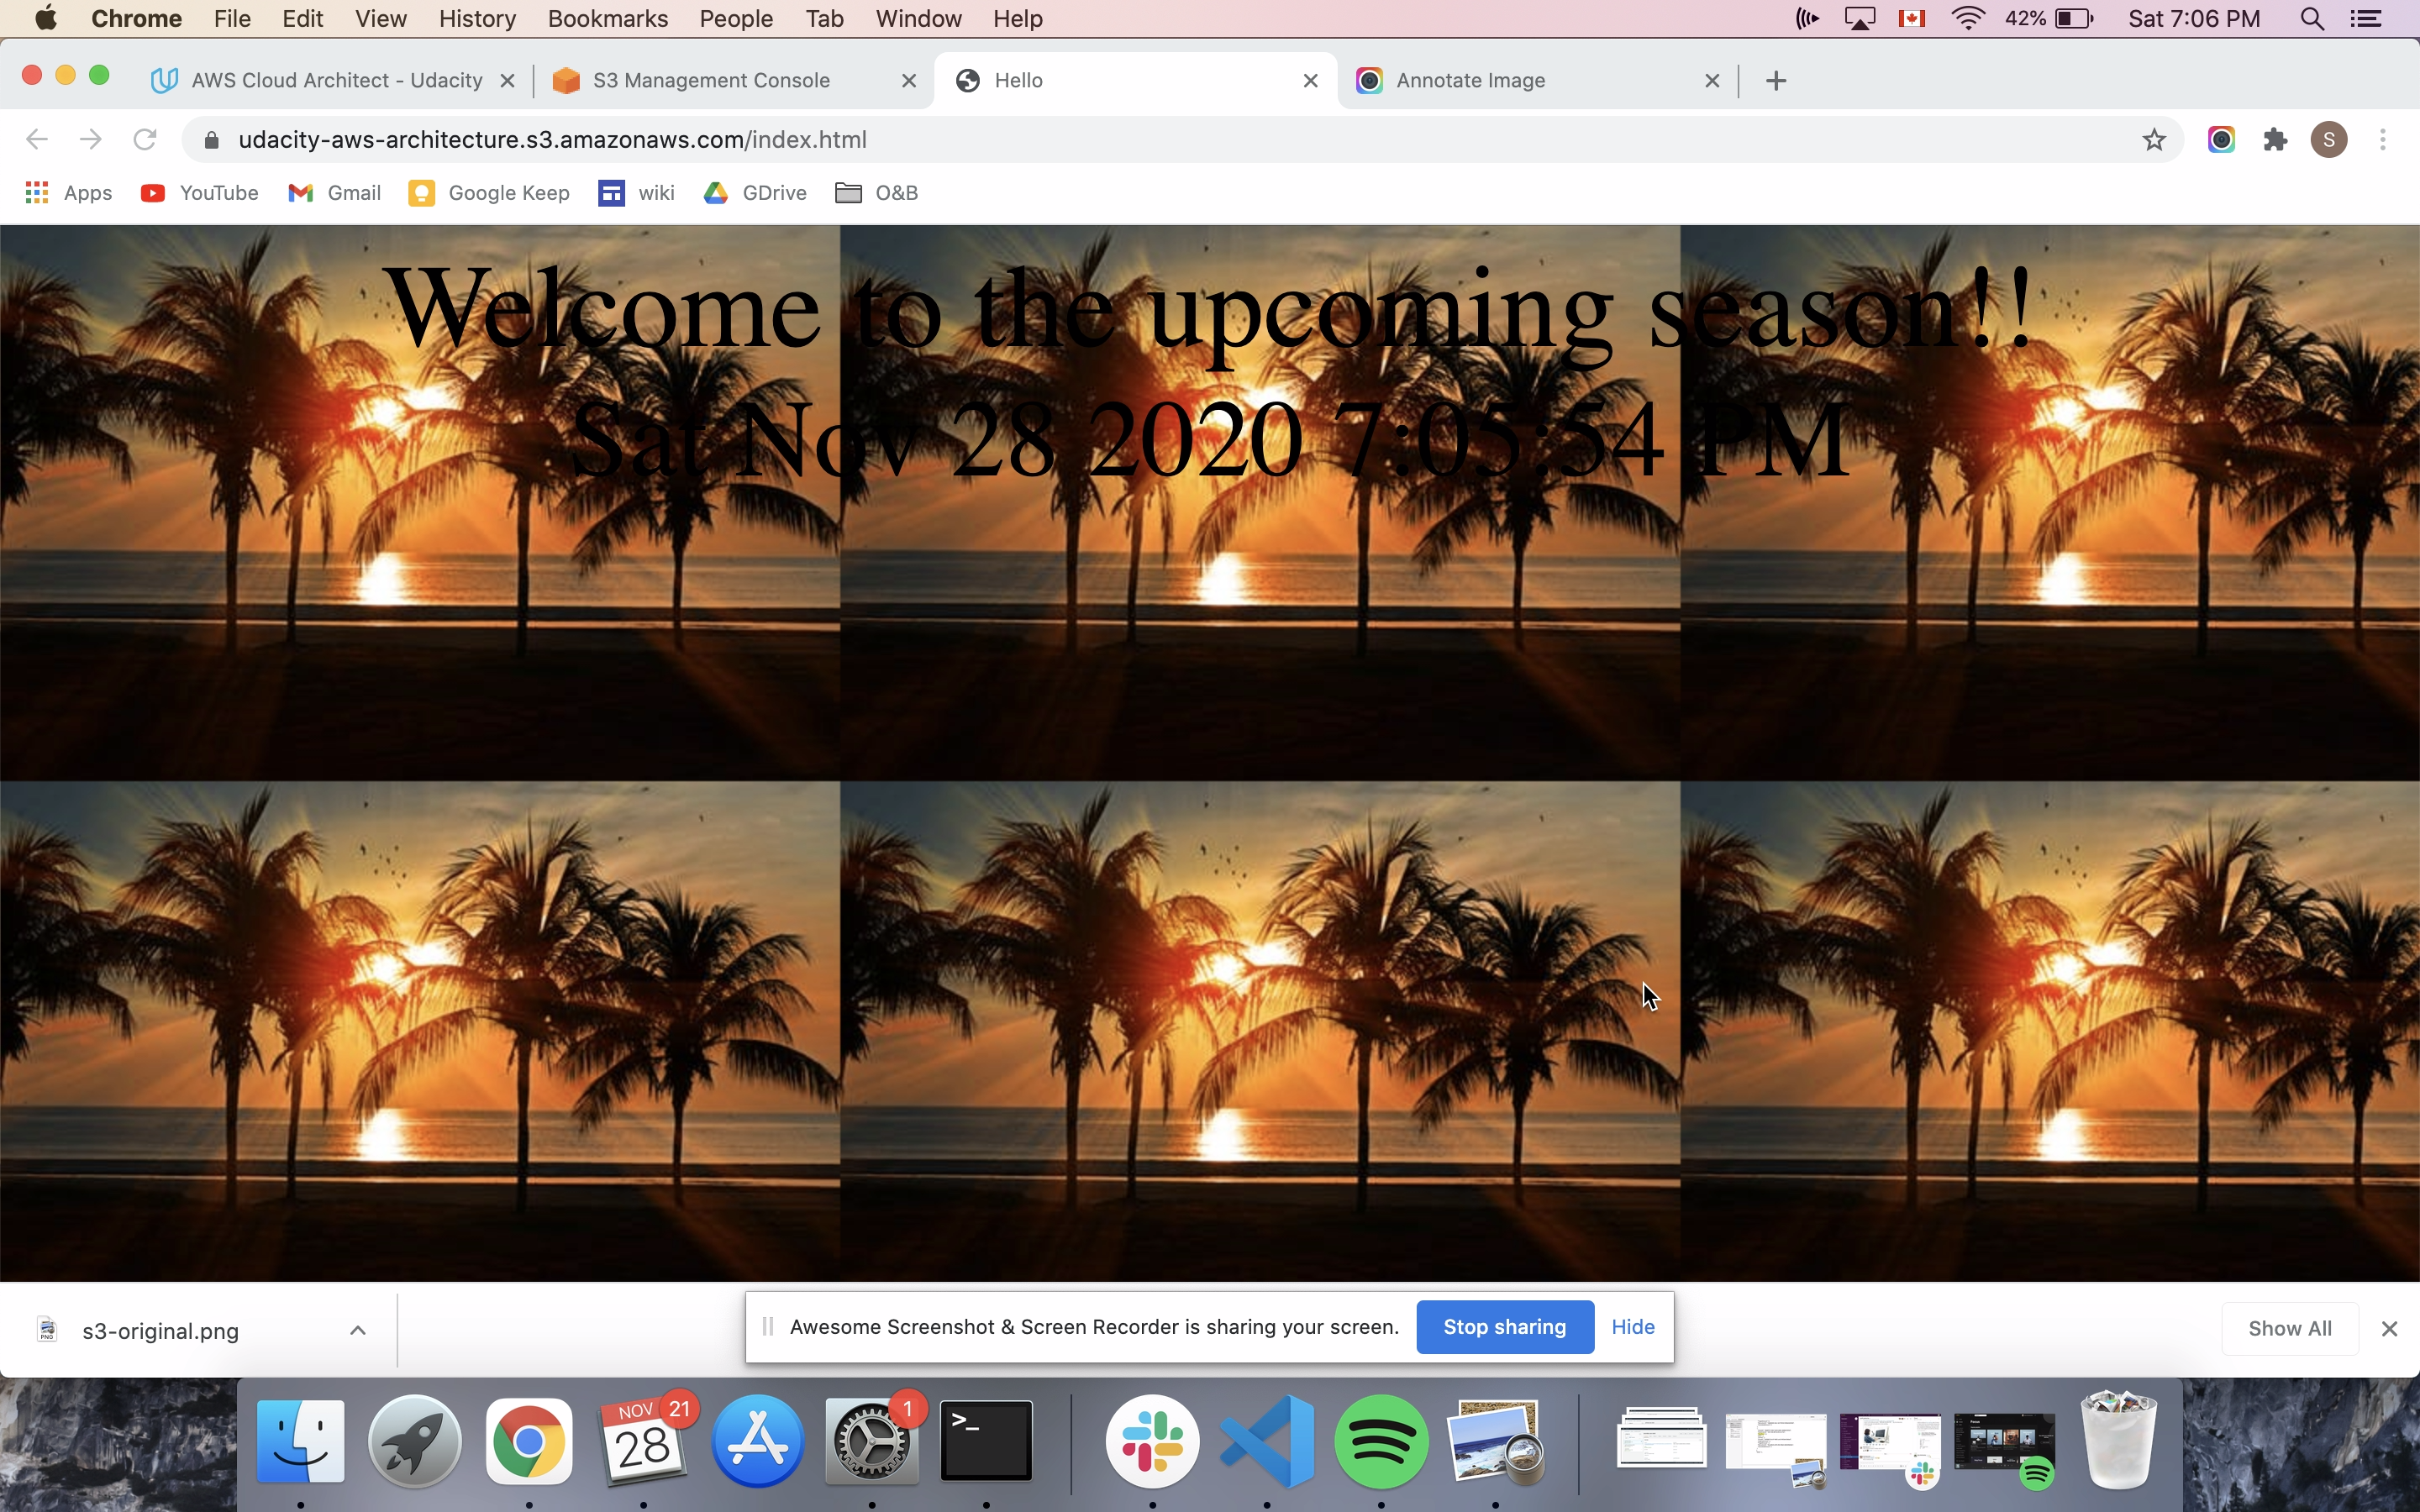 Chrome File Edit View History Bookmarks People Tab Window Help 42% Sat 7:06 PM
AWS Cloud Architect - Udacity S3 Management Console Hello Annotate Image
udacity-aws-architecture.s3.amazonaws.com/index.html S
Apps YouTube Gmail Google Keep wiki GDrive O&B
Welcome to the upcoming season!!
Sat Nov 28 2020 7:05:54 PM
PNG s3-original.png Awesome Screenshot & Screen Recorder is sharing your screen. Stop sharing Hide Show All
NOV 21 1
28 >_